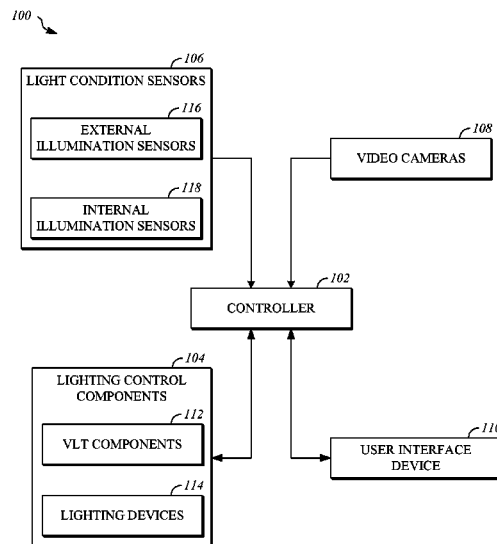 100
106
LIGHT CONDITION SENSORS
116
EXTERNAL
ILLUMINATION SENSORS
118
INTERNAL
ILLUMINATION SENSORS
108
VIDEO CAMERAS
102
CONTROLLER
104
LIGHTING CONTROL
COMPONENTS
112
VLT COMPONENTS
114
LIGHTING DEVICES
110
USER INTERFACE
DEVICE